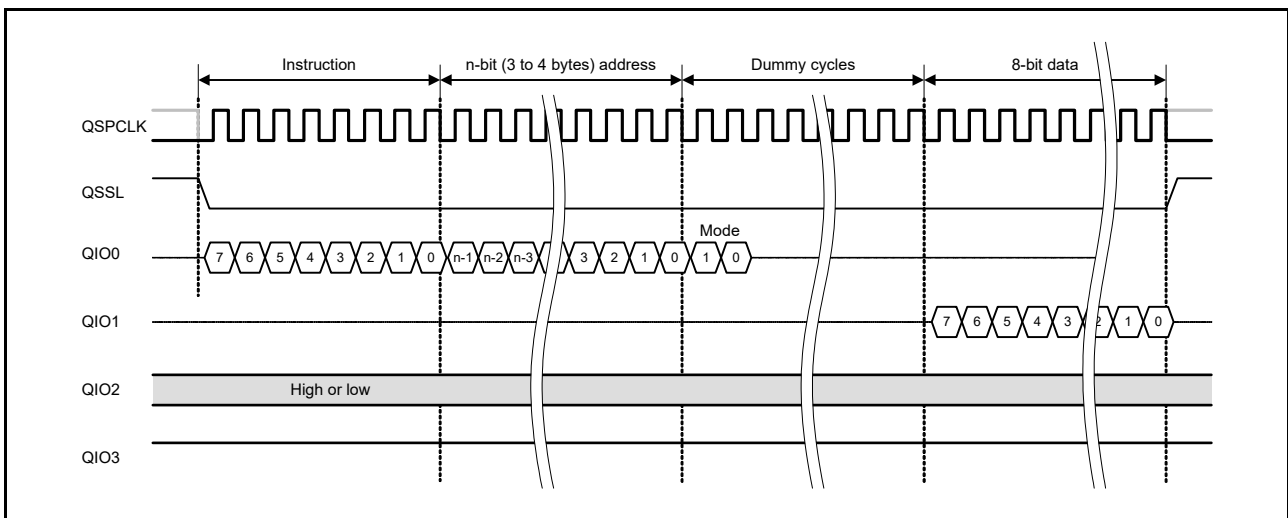 Instruction n-bit (3 to 4 bytes) address Dummy cycles 8-bit data
QSPCLK
QSSL
Mode
QIO0 7 6 5 4 3 2 1 0 n-1 n-2 n-3 3 2 1 0 1 0
QIO1 7 6 5 4 3 2 1 0
QIO2 High or low
QIO3